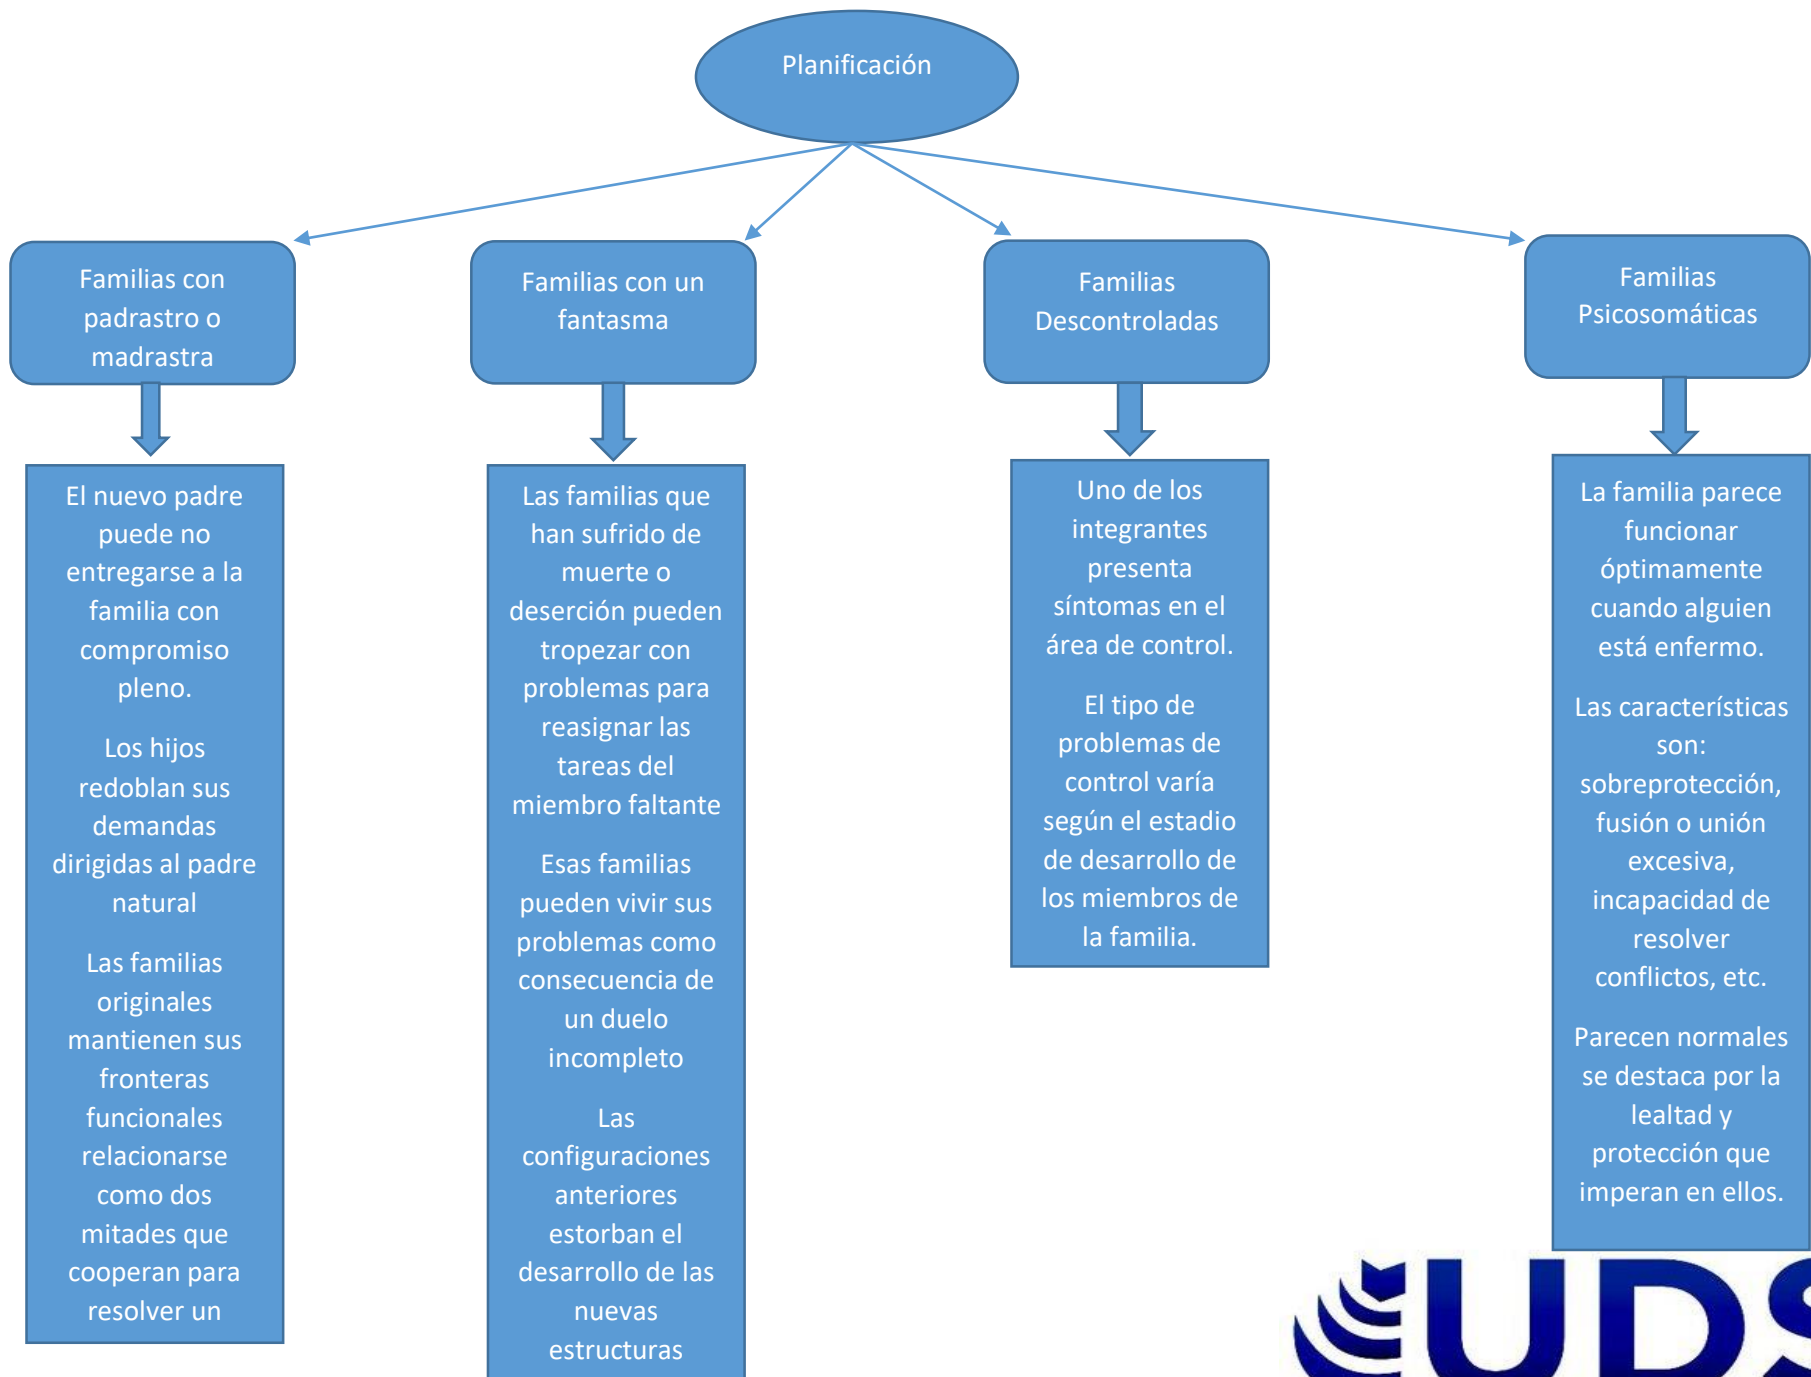 Planificación
Familias con
padrastro o
madrastra
Familias con un
fantasma
Familias
Descontroladas
Familias
Psicosomáticas
El nuevo padre
puede no
entregarse a la
familia con
compromiso
pleno.
Los hijos
redoblan sus
demandas
dirigidas al padre
natural
Las familias
originales
mantienen sus
fronteras
funcionales
relacionarse
como dos
mitades que
cooperan para
resolver un
Las familias que
han sufrido de
muerte o
deserción pueden
tropezar con
problemas para
reasignar las
tareas del
miembro faltante
Esas familias
pueden vivir sus
problemas como
consecuencia de
un duelo
incompleto
Las
configuraciones
anteriores
estorban el
desarrollo de las
nuevas
estructuras
Uno de los
integrantes
presenta
síntomas en el
área de control.
El tipo de
problemas de
control varía
según el estadio
de desarrollo de
los miembros de
la familia.
La familia parece
funcionar
óptimamente
cuando alguien
está enfermo.
Las características
son:
sobreprotección,
fusión o unión
excesiva,
incapacidad de
resolver
conflictos, etc.
Parecen normales
se destaca por la
lealtad y
protección que
imperan en ellos.
UDS